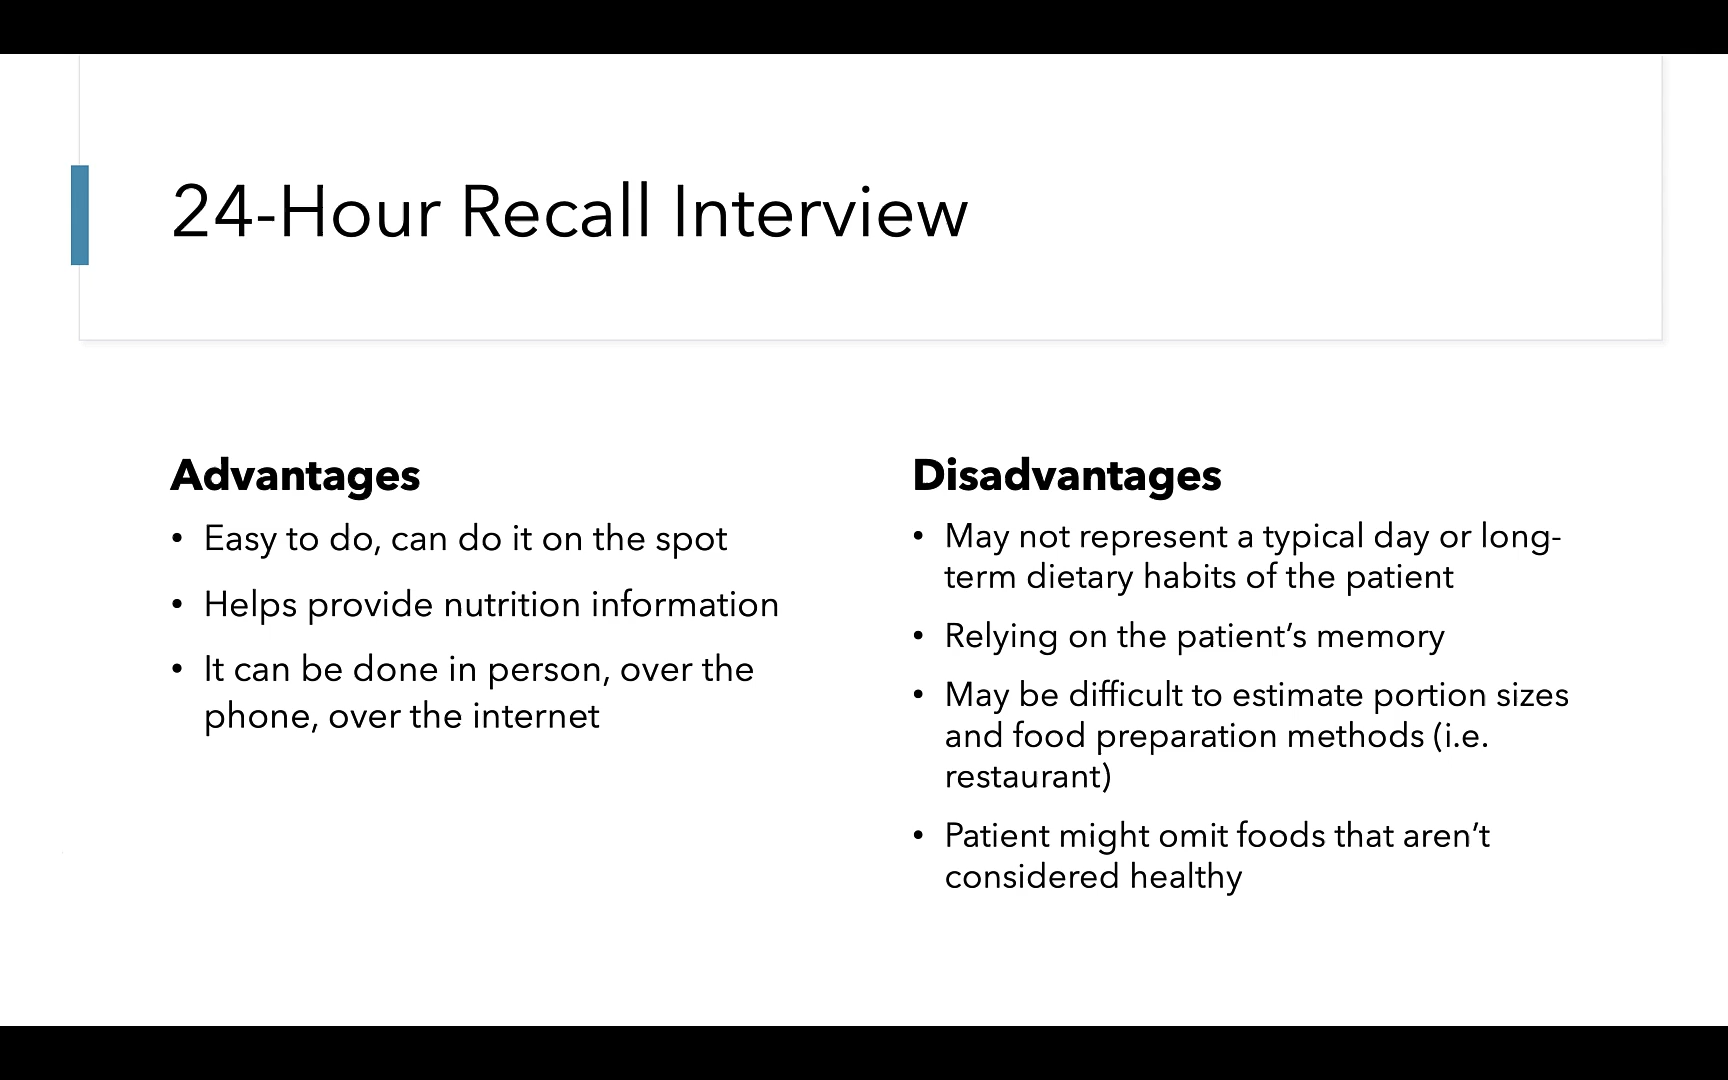 24-Hour Recall Interview
Advantages
• Easy to do, can do it on the spot
• Helps provide nutrition information
• It can be done in person, over the
phone, over the internet
Disadvantages
• May not represent a typical day or long-
term dietary habits of the patient
• Relying on the patient’s memory
• May be difficult to estimate portion sizes
and food preparation methods (i.e.
restaurant)
• Patient might omit foods that aren’t
considered healthy